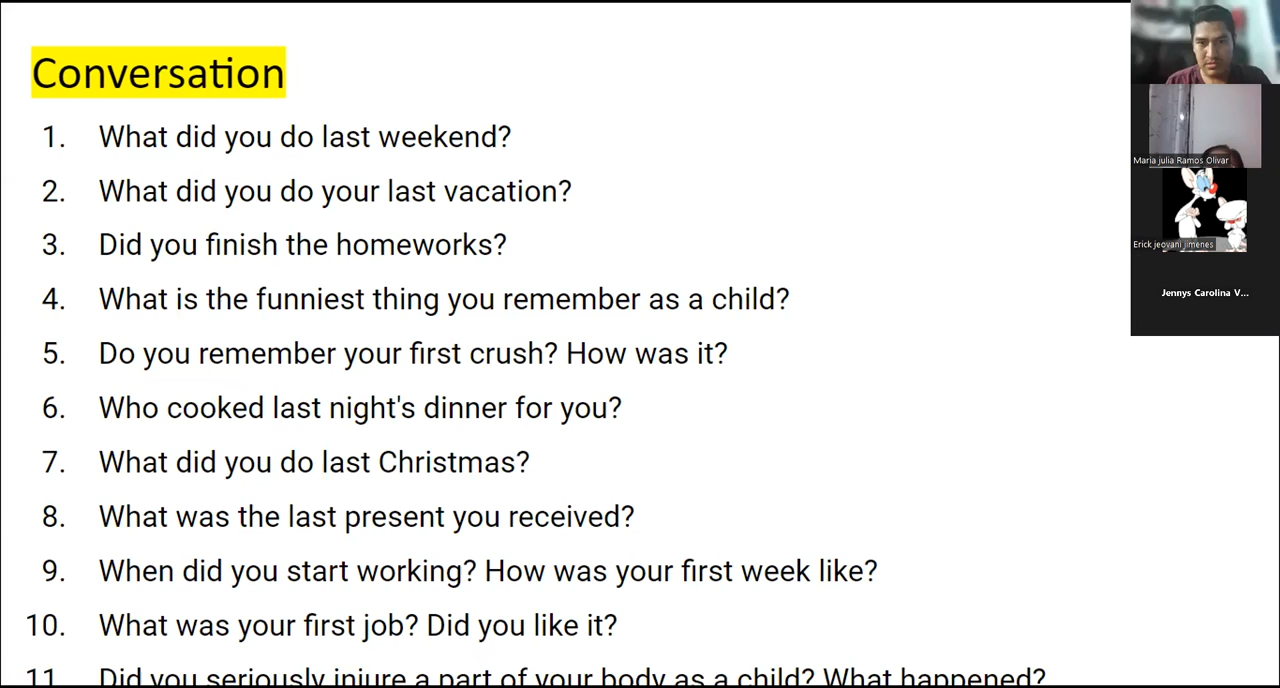 Conversation
1. What did you do last weekend?
2. What did you do your last vacation?
3. Did you finish the homeworks?
4. What is the funniest thing you remember as a child?
5. Do you remember your first crush? How was it?
6. Who cooked last night's dinner for you?
7. What did you do last Christmas?
8. What was the last present you received?
9. When did you start working? How was your first week like?
10. What was your first job? Did you like it?
11. Did you seriously injure a part of your body as a child? What happened?
Maria julia Ramos Olivar
Erick jeovani jimenes
Jennys Carolina V...